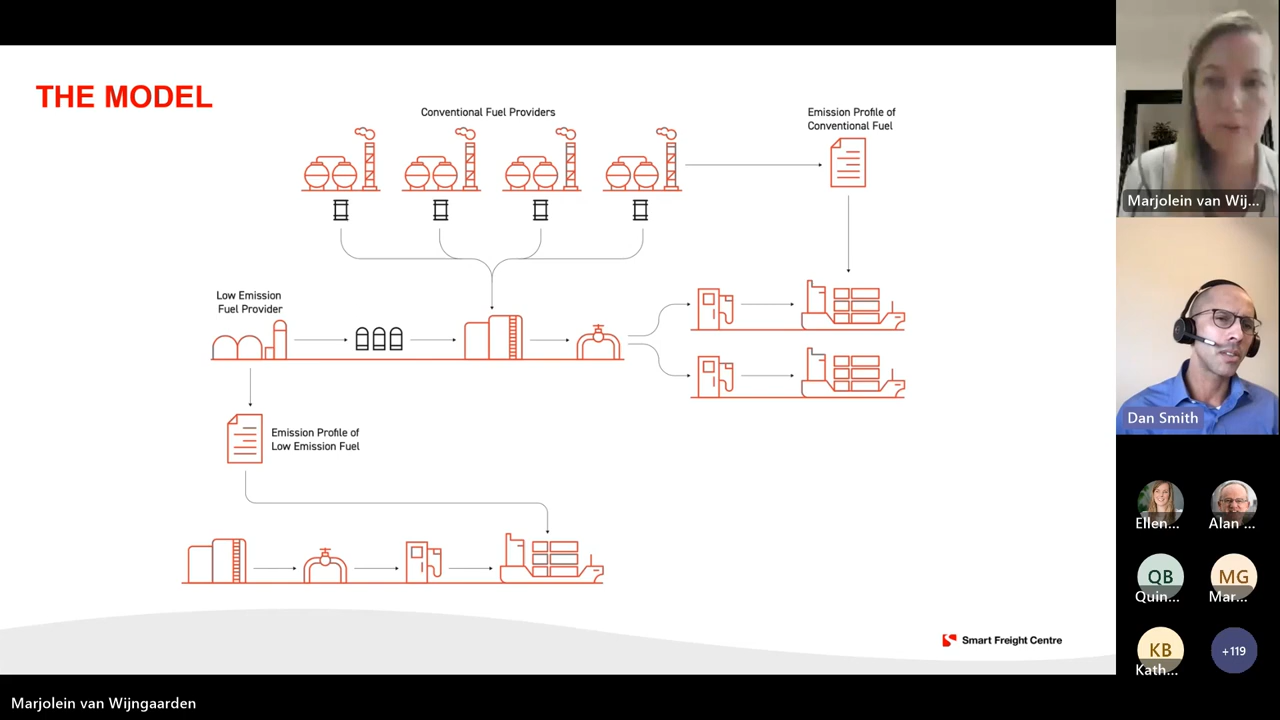 THE MODEL
Conventional Fuel Providers
Emission Profile of
Conventional Fuel
Low Emission
Fuel Provider
Emission Profile of
Low Emission Fuel
Smart Freight Centre
Marjolein van Wij...
Dan Smith
Ellen...
Alan ...
QB
MG
Quin...
Mar...
KB
+119
Kath...
Marjolein van Wijngaarden